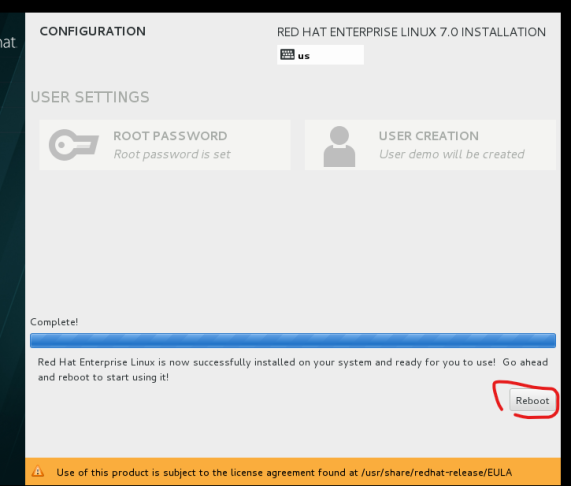 CONFIGURATION
RED HAT ENTERPRISE LINUX 7.0 INSTALLATION
us
USER SETTINGS
ROOT PASSWORD
Root password is set
USER CREATION
User demo will be created
Complete!
Red Hat Enterprise Linux is now successfully installed on your system and ready for you to use! Go ahead
and reboot to start using it!
Reboot
Use of this product is subject to the license agreement found at /usr/share/redhat-release/EULA